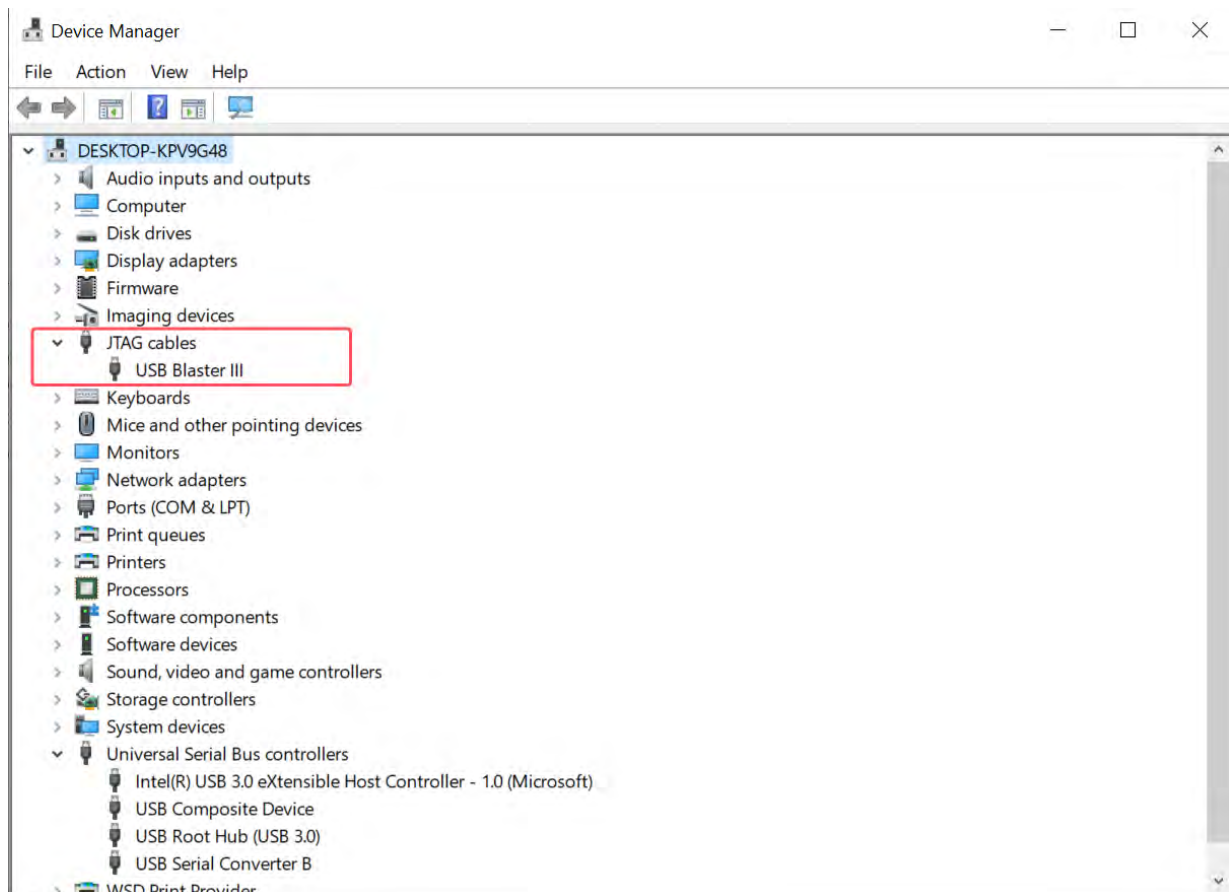 Device Manager
File Action View Help
DESKTOP-KPV9G48
Audio inputs and outputs
Computer
Disk drives
Display adapters
Firmware
Imaging devices
JTAG cables
USB Blaster III
Keyboards
Mice and other pointing devices
Monitors
Network adapters
Ports (COM & LPT)
Print queues
Printers
Processors
Software components
Software devices
Sound, video and game controllers
Storage controllers
System devices
Universal Serial Bus controllers
Intel(R) USB 3.0 eXtensible Host Controller - 1.0 (Microsoft)
USB Composite Device
USB Root Hub (USB 3.0)
USB Serial Converter B
WSD Print Provider